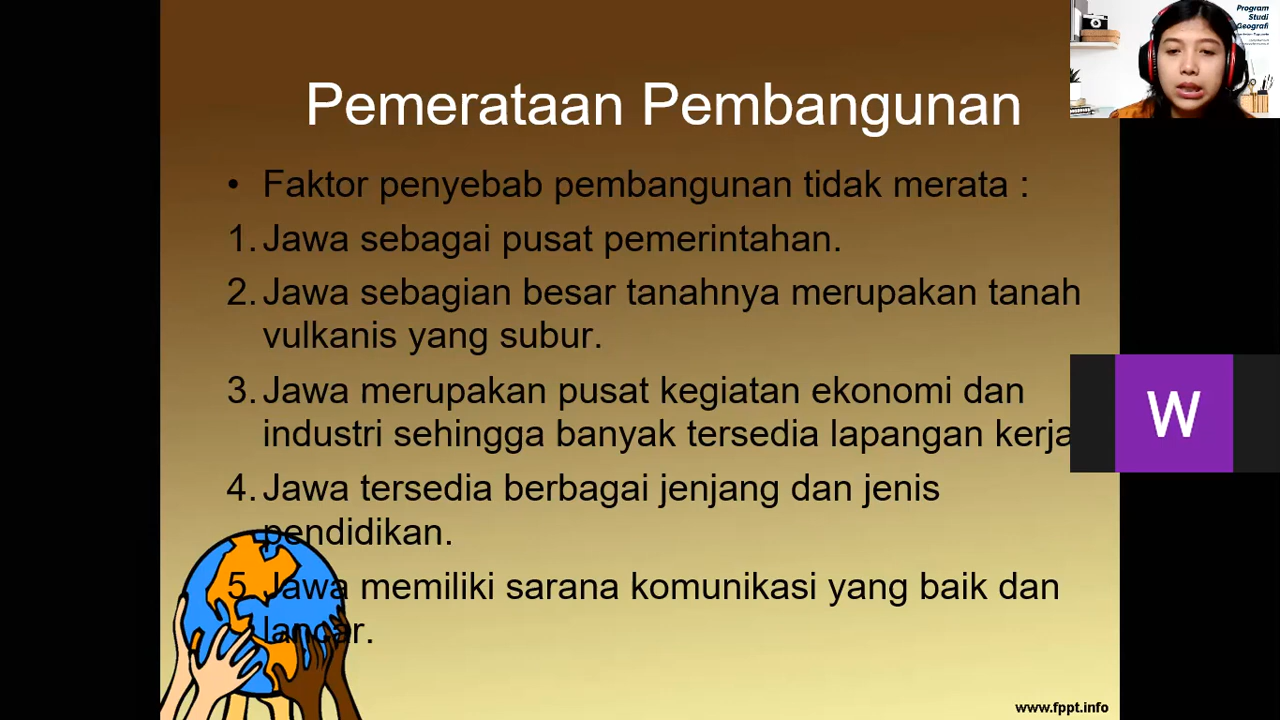 Pemerataan Pembangunan
• Faktor penyebab pembangunan tidak merata :
1. Jawa sebagai pusat pemerintahan.
2. Jawa sebagian besar tanahnya merupakan tanah
vulkanis yang subur.
3. Jawa merupakan pusat kegiatan ekonomi dan
industri sehingga banyak tersedia lapangan kerja
4. Jawa tersedia berbagai jenjang dan jenis
pendidikan.
5. Jawa memiliki sarana komunikasi yang baik dan
lancar.
www.fppt.info
Program
Studi
Geografi
W